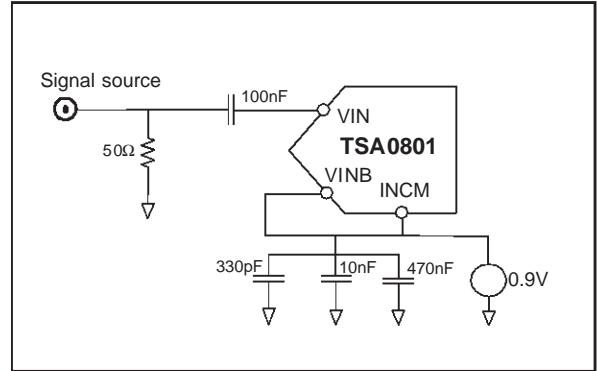 Signal source
100nF
VIN
50Ω
TSA0801
VINB
INCM
330pF
10nF
470nF
0.9V